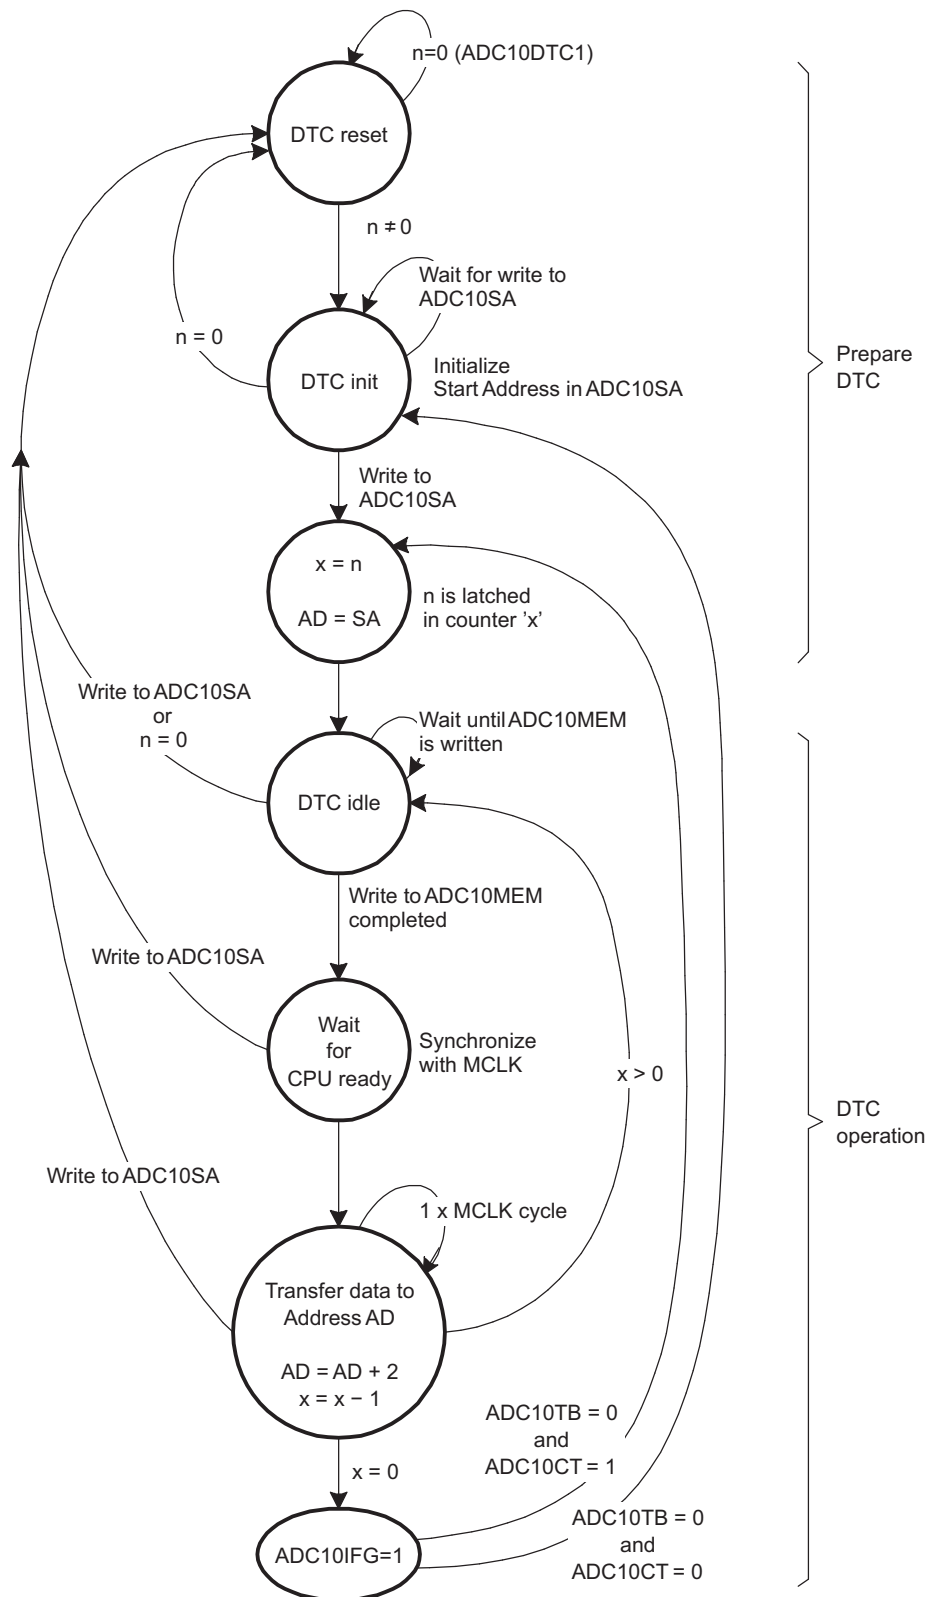 n=0 (ADC10DTC1)
DTC reset
n ≠ 0
Wait for write to
ADC10SA
n = 0
DTC init
Initialize
Start Address in ADC10SA
Prepare
DTC
Write to
ADC10SA
x = n
AD = SA
n is latched
in counter ’x’
Write to ADC10SA
or
n = 0
Wait until ADC10MEM
is written
DTC idle
Write to ADC10MEM
completed
Write to ADC10SA
Wait
for
CPU ready
Synchronize
with MCLK
x > 0
DTC
operation
Write to ADC10SA
1 x MCLK cycle
Transfer data to
Address AD
AD = AD + 2
x = x − 1
ADC10TB = 0
and
ADC10CT = 1
x = 0
ADC10IFG=1
ADC10TB = 0
and
ADC10CT = 0